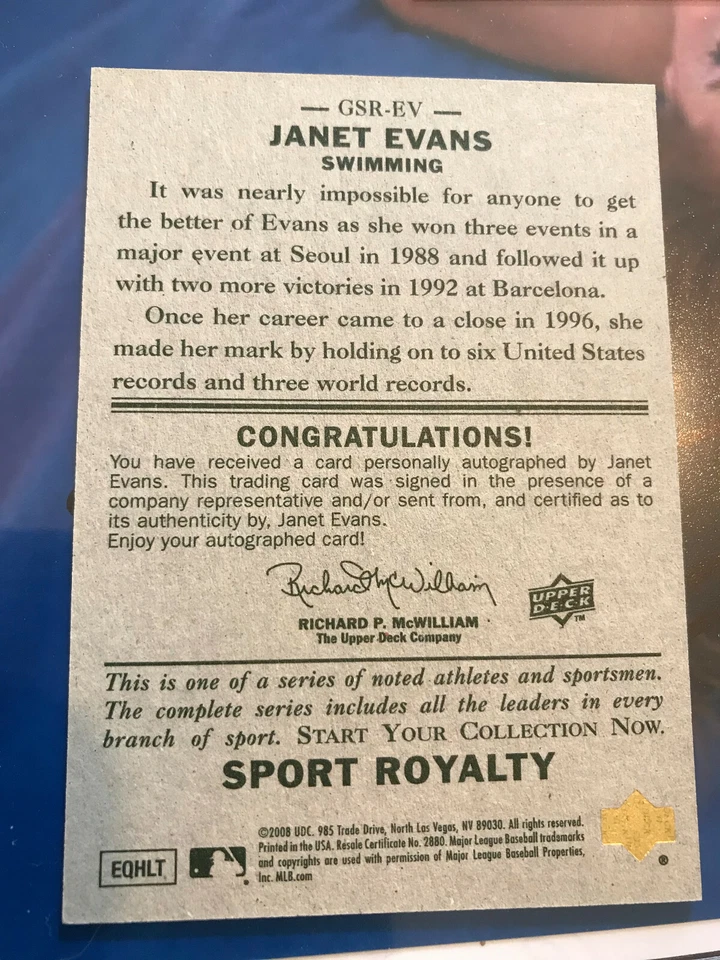 — GSR-EV —
JANET EVANS
SWIMMING
It was nearly impossible for anyone to get
the better of Evans as she won three events in a
major event at Seoul in 1988 and followed it up
with two more victories in 1992 at Barcelona.
Once her career came to a close in 1996, she
made her mark by holding on to six United States
records and three world records.
CONGRATULATIONS!
You have received a card personally autographed by Janet
Evans. This trading card was signed in the presence of a
company representative and/or sent from, and certified as to
its authenticity by, Janet Evans.
Enjoy your autographed card!
Richard P McWilliam
UPPER
D·E·C·K
TM
RICHARD P. McWILLIAM
The Upper Deck Company
This is one of a series of noted athletes and sportsmen.
The complete series includes all the leaders in every
branch of sport. START YOUR COLLECTION NOW.
SPORT ROYALTY
©2008 UDC. 985 Trade Drive, North Las Vegas, NV 89030. All rights reserved.
Printed in the USA. Resale Certificate No. 2880. Major League Baseball trademarks
and copyrights are used with permission of Major League Baseball Properties,
Inc. MLB.com
EQHLT
®